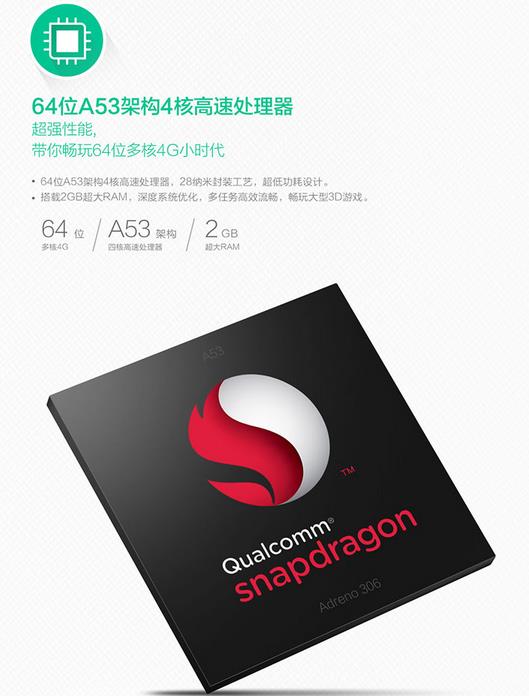 64位A53架构4核高速处理器
超强性能,
带你畅玩64位多核4G小时代
• 64位A53架构4核高速处理器，28纳米封装工艺，超低功耗设计。
• 搭载2GB超大RAM，深度系统优化，多任务高效流畅，畅玩大型3D游戏。
64 位 / A53 架构 / 2 GB
多核4G 四核高速处理器 超大RAM
A53
TM
Qualcomm®
snapdragon
Adreno 306